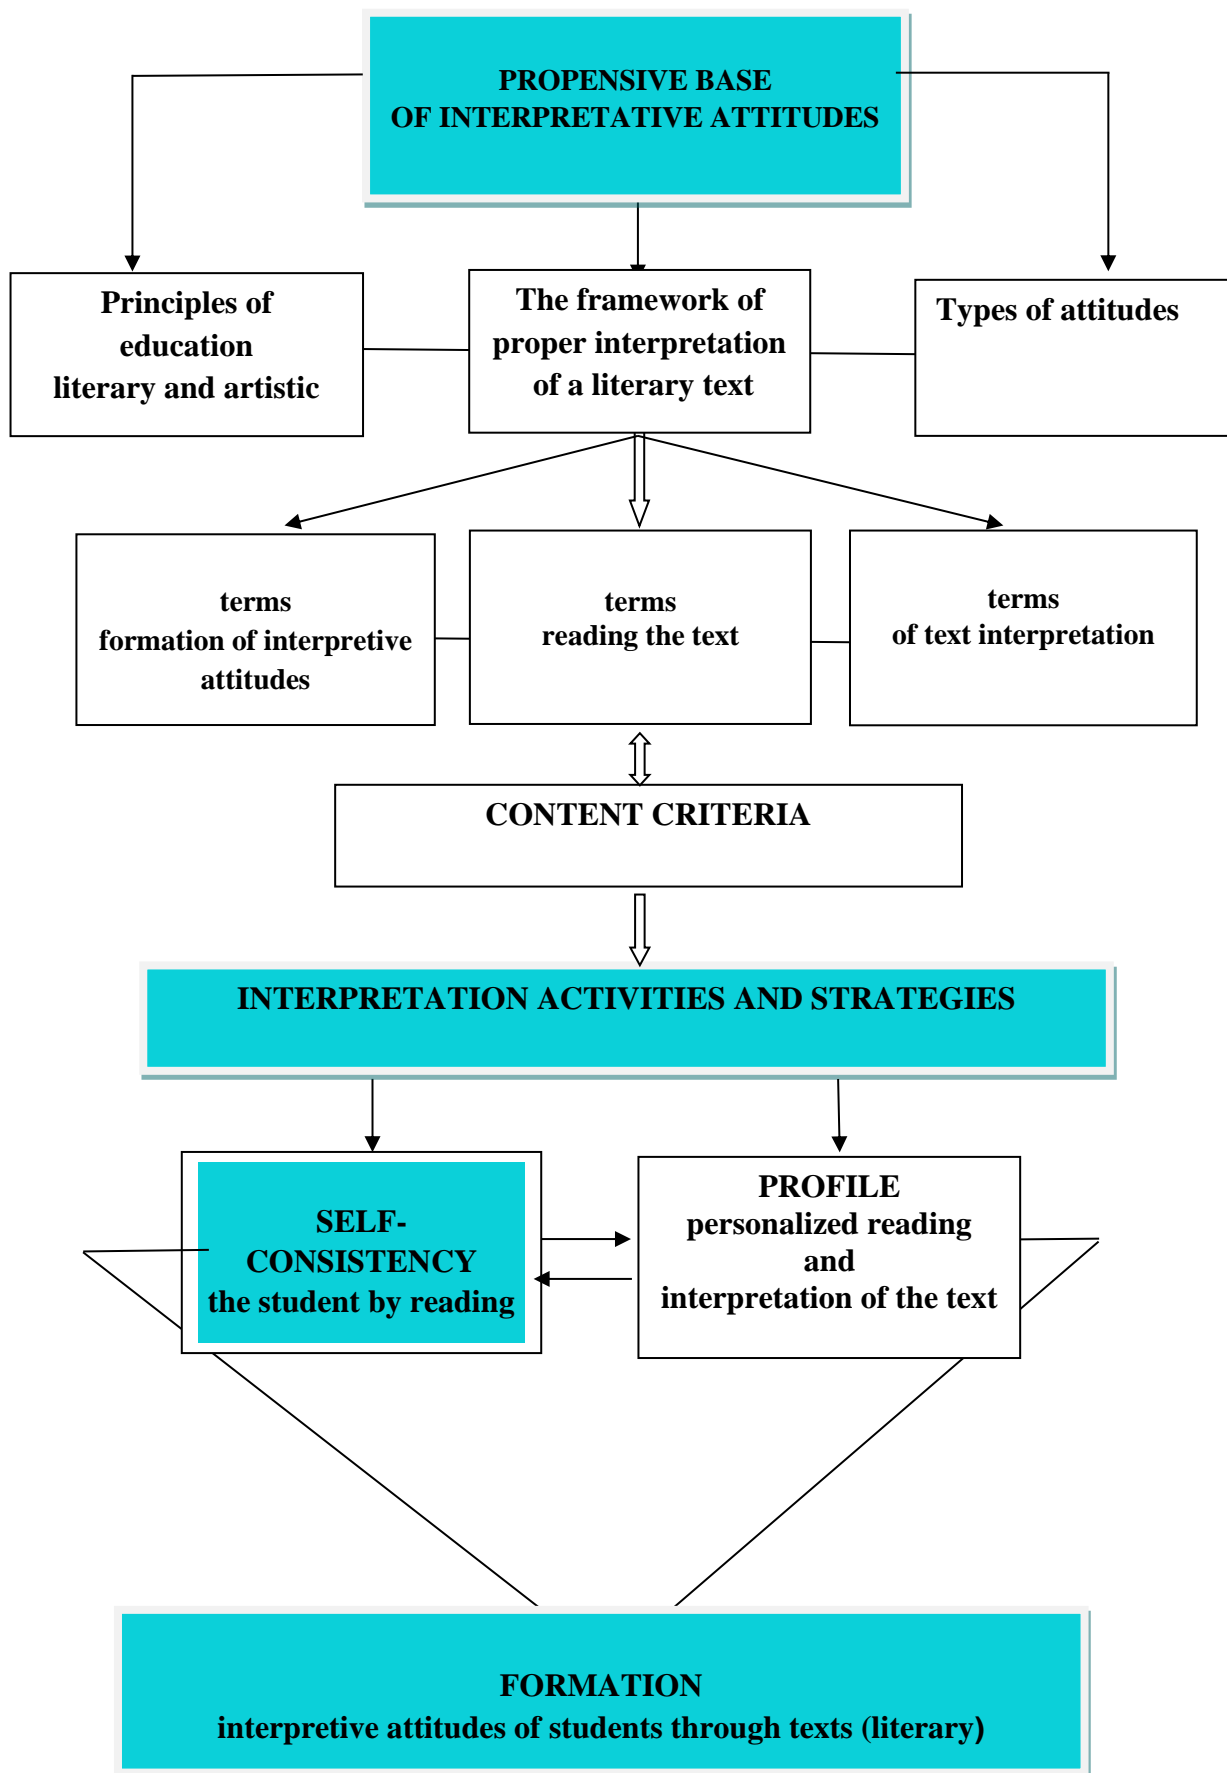 PROPENSIVE BASE
OF INTERPRETATIVE ATTITUDES
Principles of
education
literary and artistic
The framework of
proper interpretation
of a literary text
Types of attitudes
terms
formation of interpretive
attitudes
terms
reading the text
terms
of text interpretation
CONTENT CRITERIA
INTERPRETATION ACTIVITIES AND STRATEGIES
SELF-
CONSISTENCY
the student by reading
PROFILE
personalized reading
and
interpretation of the text
FORMATION
interpretive attitudes of students through texts (literary)